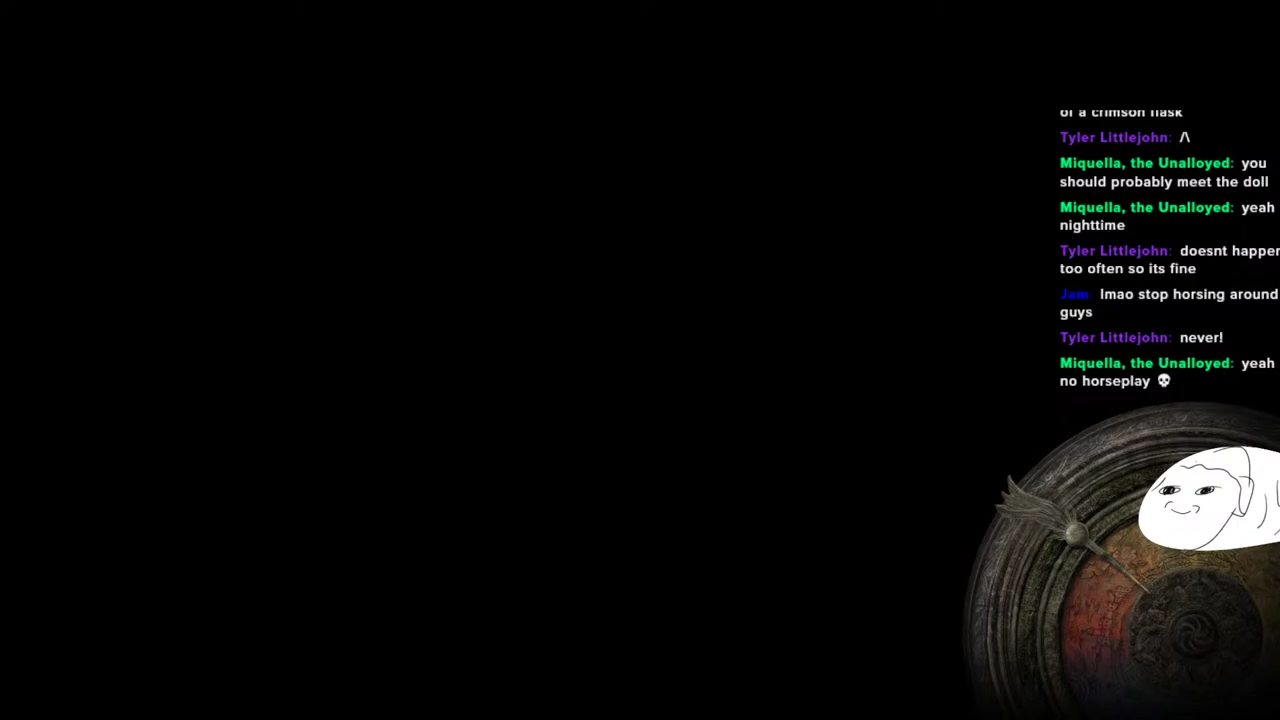 of a crimson flask
Tyler Littlejohn: /\
Miquella, the Unalloyed: you
should probably meet the doll
Miquella, the Unalloyed: yeah
nighttime
Tyler Littlejohn: doesnt happen
too often so its fine
Jam: lmao stop horsing around
guys
Tyler Littlejohn: never!
Miquella, the Unalloyed: yeah
no horseplay 💀